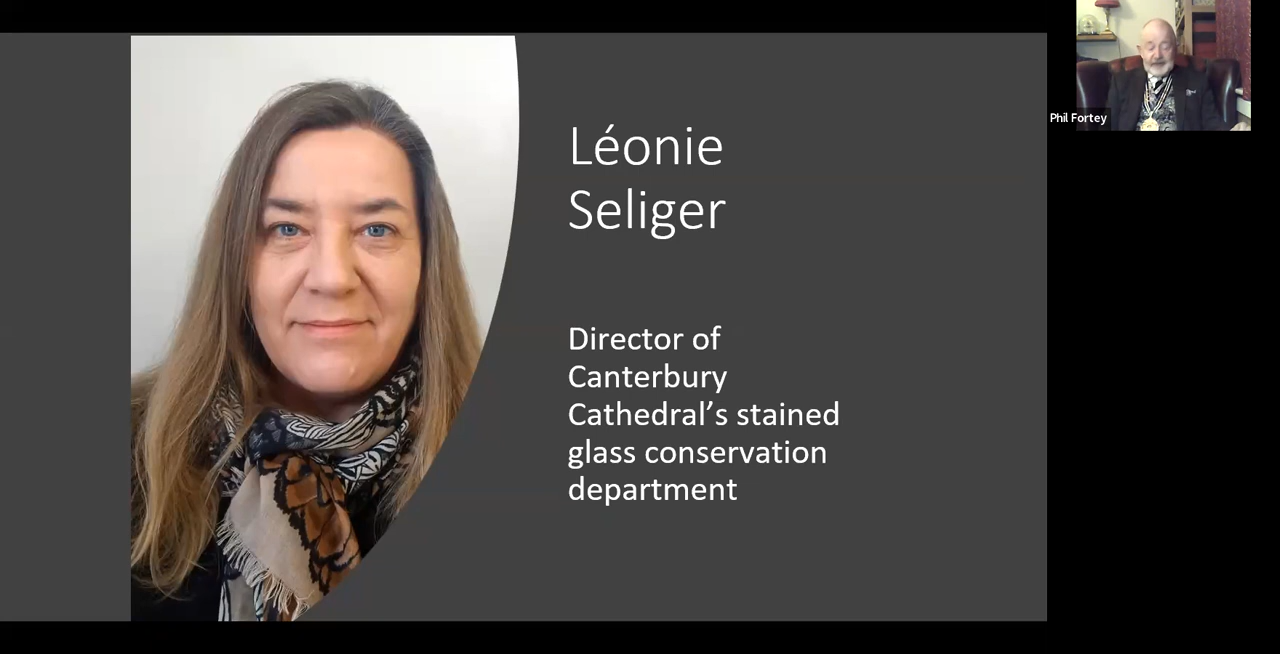 Léonie
Seliger
Director of
Canterbury
Cathedral’s stained
glass conservation
department
Phil Fortey